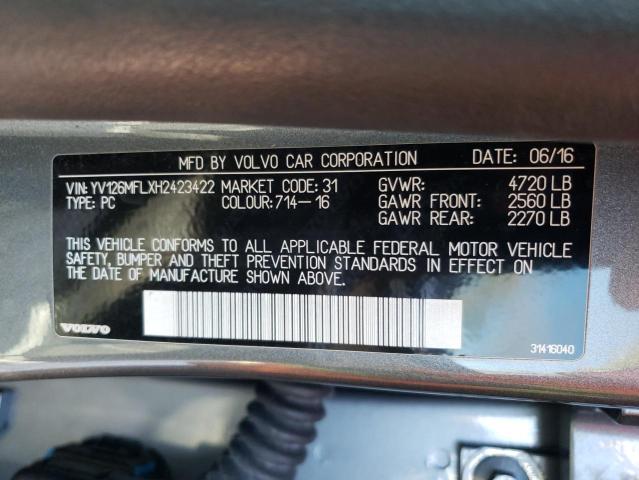 MFD BY VOLVO CAR CORPORATION DATE: 06/16
VIN: YV126MFLXH2423422 MARKET CODE: 31 GVWR: 4720 LB
TYPE: PC COLOUR: 714-16 GAWR FRONT: 2560 LB
GAWR REAR: 2270 LB
THIS VEHICLE CONFORMS TO ALL APPLICABLE FEDERAL MOTOR VEHICLE
SAFETY, BUMPER AND THEFT PREVENTION STANDARDS IN EFFECT ON
THE DATE OF MANUFACTURE SHOWN ABOVE.
VOLVO 31416040